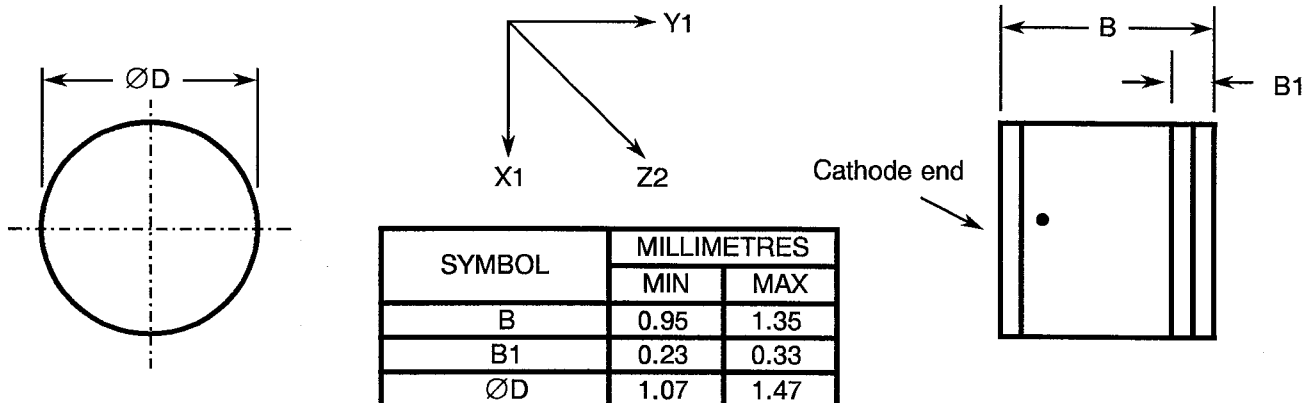 ØD
Y1
X1
Z2
B
B1
Cathode end
SYMBOL MILLIMETRES
MIN MAX
B 0.95 1.35
B1 0.23 0.33
ØD 1.07 1.47